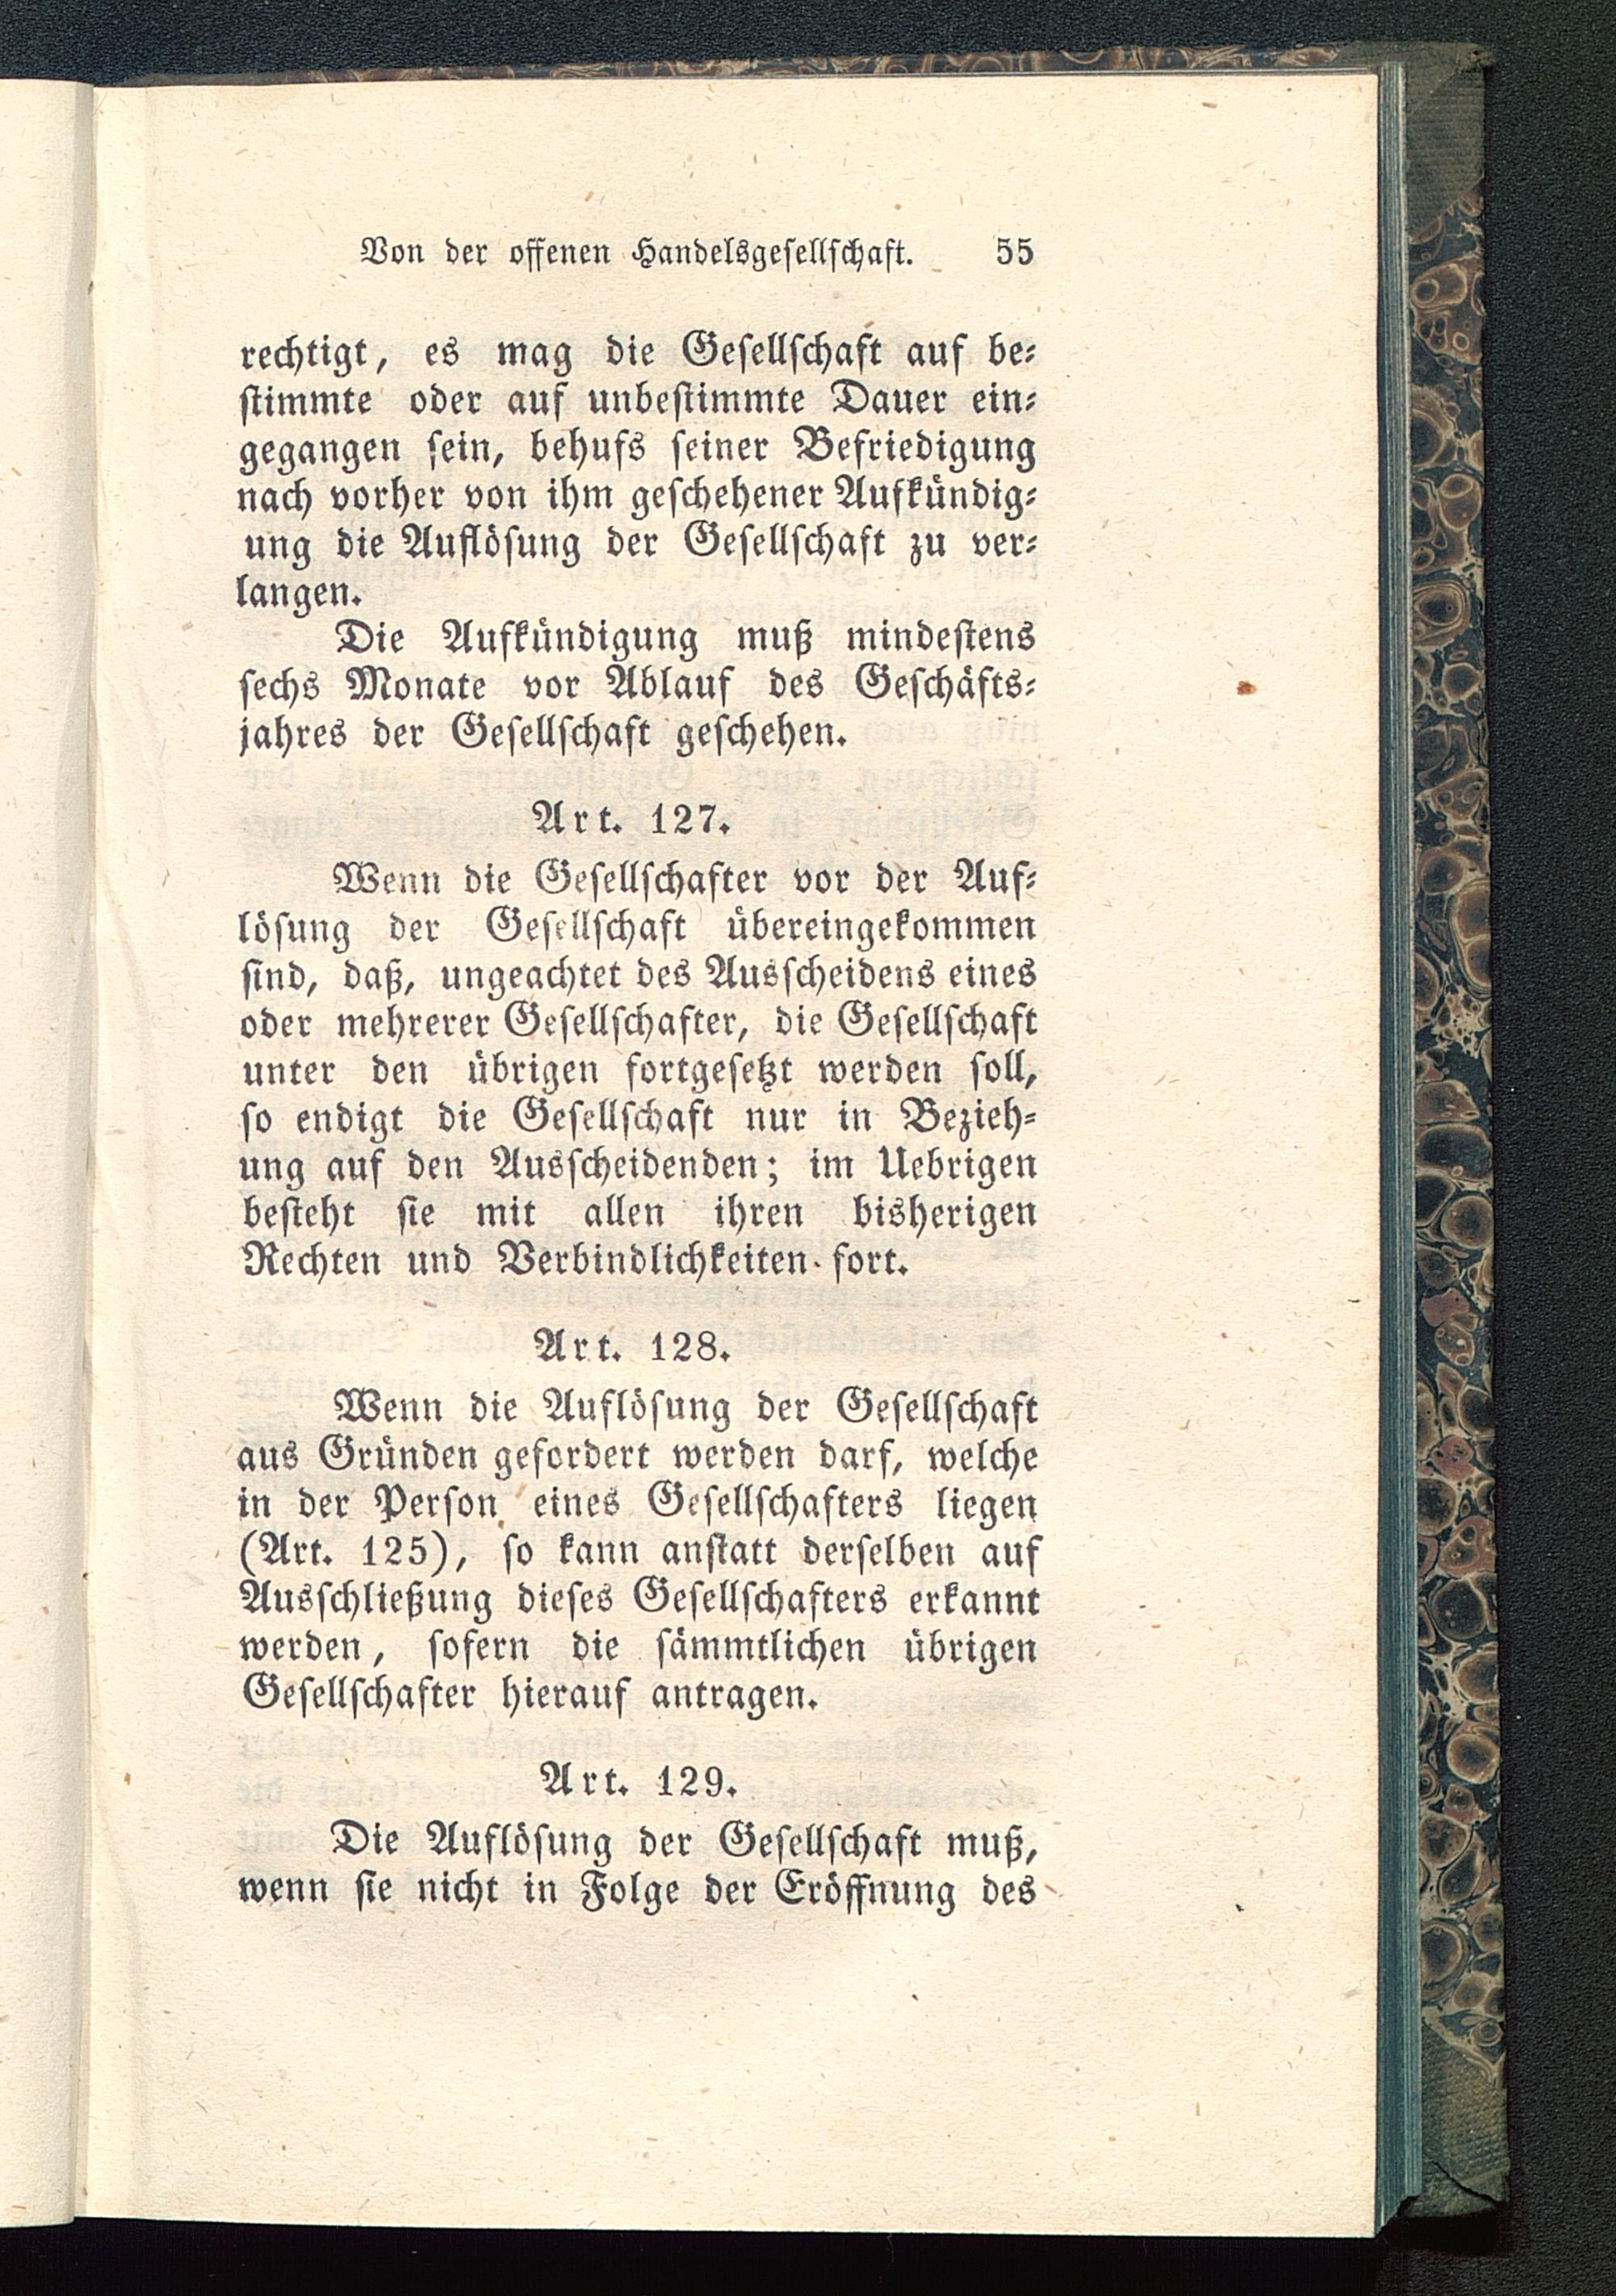 Von der offenen Handelsgesellschaft. 55
rechtigt, es mag die Gesellschaft auf be-
stimmte oder auf unbestimmte Dauer ein-
gegangen sein, behufs seiner Befriedigung
nach vorher von ihm geschehener Aufkündig-
ung die Auflösung der Gesellschaft zu ver-
langen.
Die Aufkündigung muß mindestens
sechs Monate vor Ablauf des Geschäfts-
jahres der Gesellschaft geschehen.
Art. 127.
Wenn die Gesellschafter vor der Auf-
lösung der Gesellschaft übereingekommen
sind, daß, ungeachtet des Ausscheidens eines
oder mehrerer Gesellschafter, die Gesellschaft
unter den übrigen fortgesetzt werden soll,
so endigt die Gesellschaft nur in Bezieh-
ung auf den Ausscheidenden; im Uebrigen
besteht sie mit allen ihren bisherigen
Rechten und Verbindlichkeiten fort.
Art. 128.
Wenn die Auflösung der Gesellschaft
aus Gründen gefordert werden darf, welche
in der Person eines Gesellschafters liegen
(Art. 125), so kann anstatt derselben auf
Ausschließung dieses Gesellschafters erkannt
werden, sofern die sämmtlichen übrigen
Gesellschafter hierauf antragen.
Art. 129.
Die Auflösung der Gesellschaft muß,
wenn sie nicht in Folge der Eröffnung des